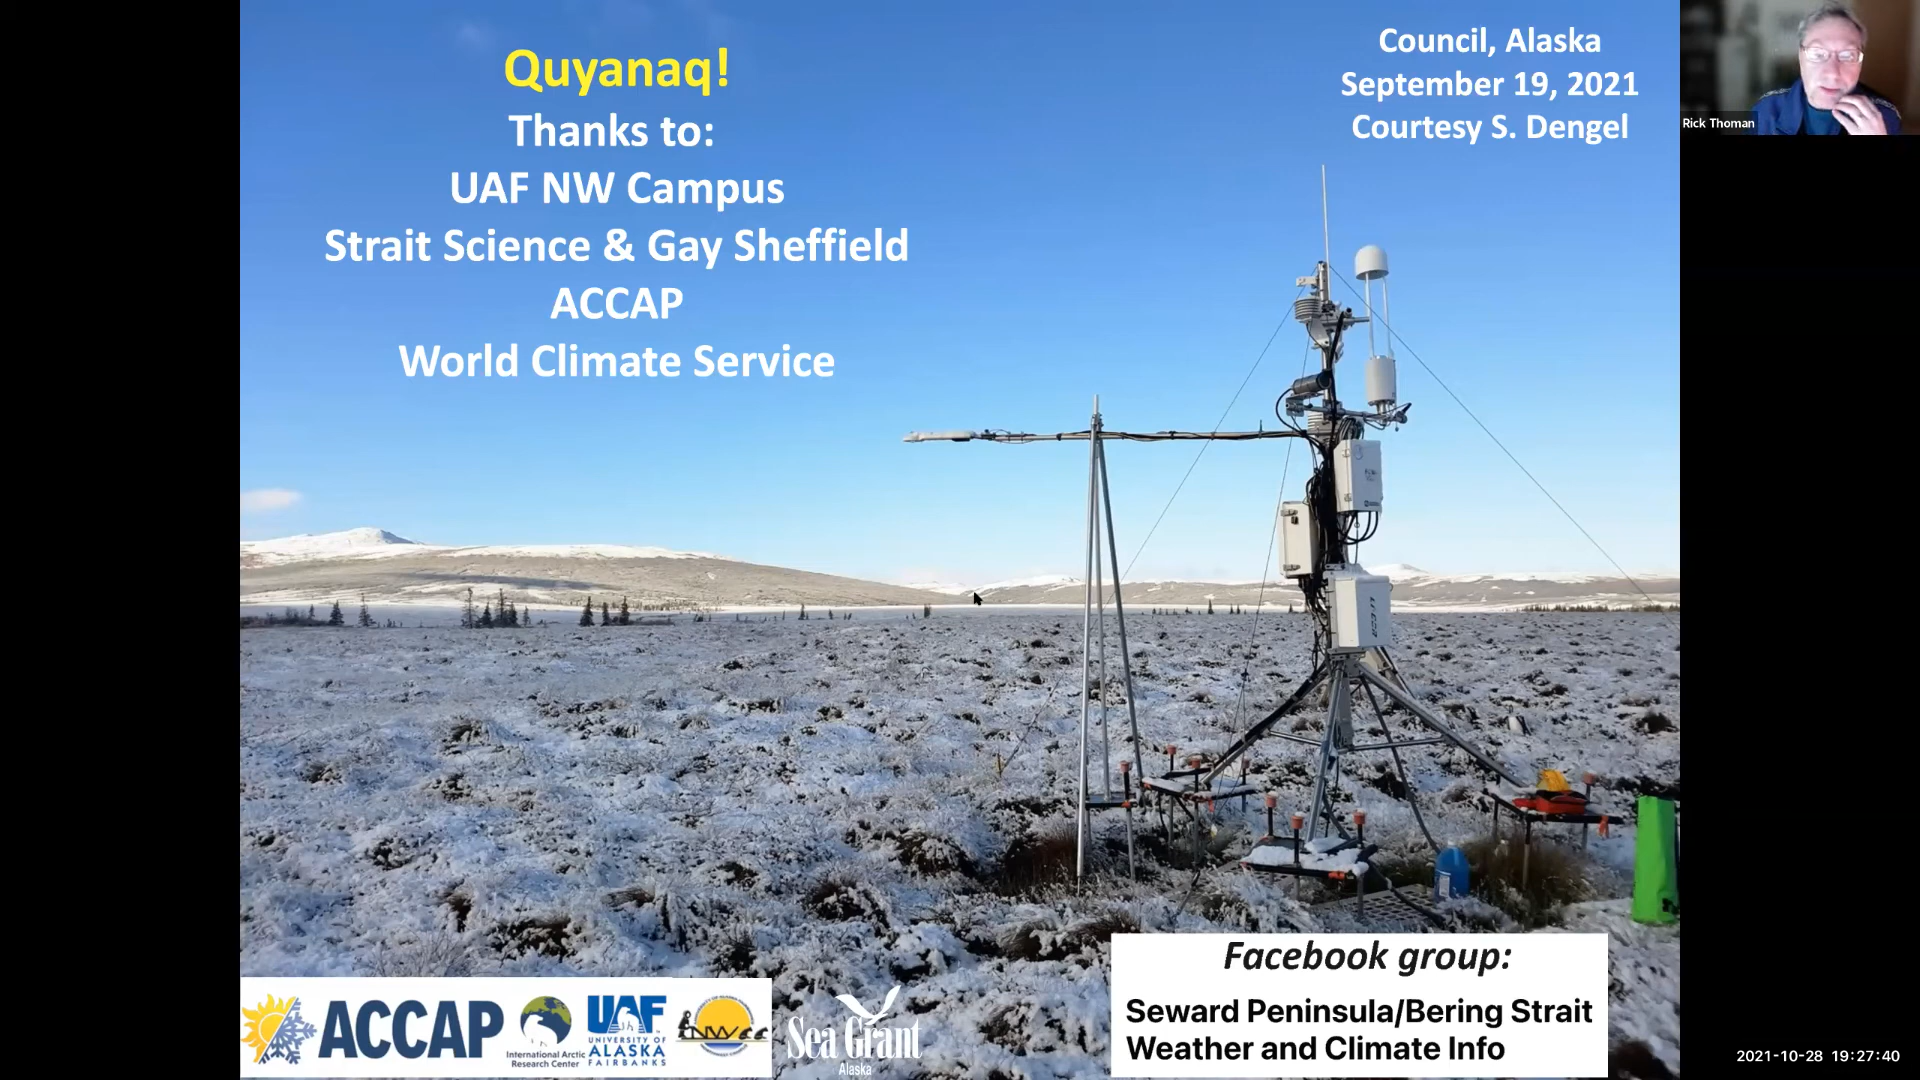 Quyanaq!
Thanks to:
UAF NW Campus
Strait Science & Gay Sheffield
ACCAP
World Climate Service
Council, Alaska
September 19, 2021
Courtesy S. Dengel
Rick Thoman
Facebook group:
Seward Peninsula/Bering Strait
Weather and Climate Info
ACCAP
International Arctic
Research Center
UAF
UNIVERSITY OF
ALASKA
FAIRBANKS
NWC
Sea Grant
Alaska
2021-10-28 19:27:40